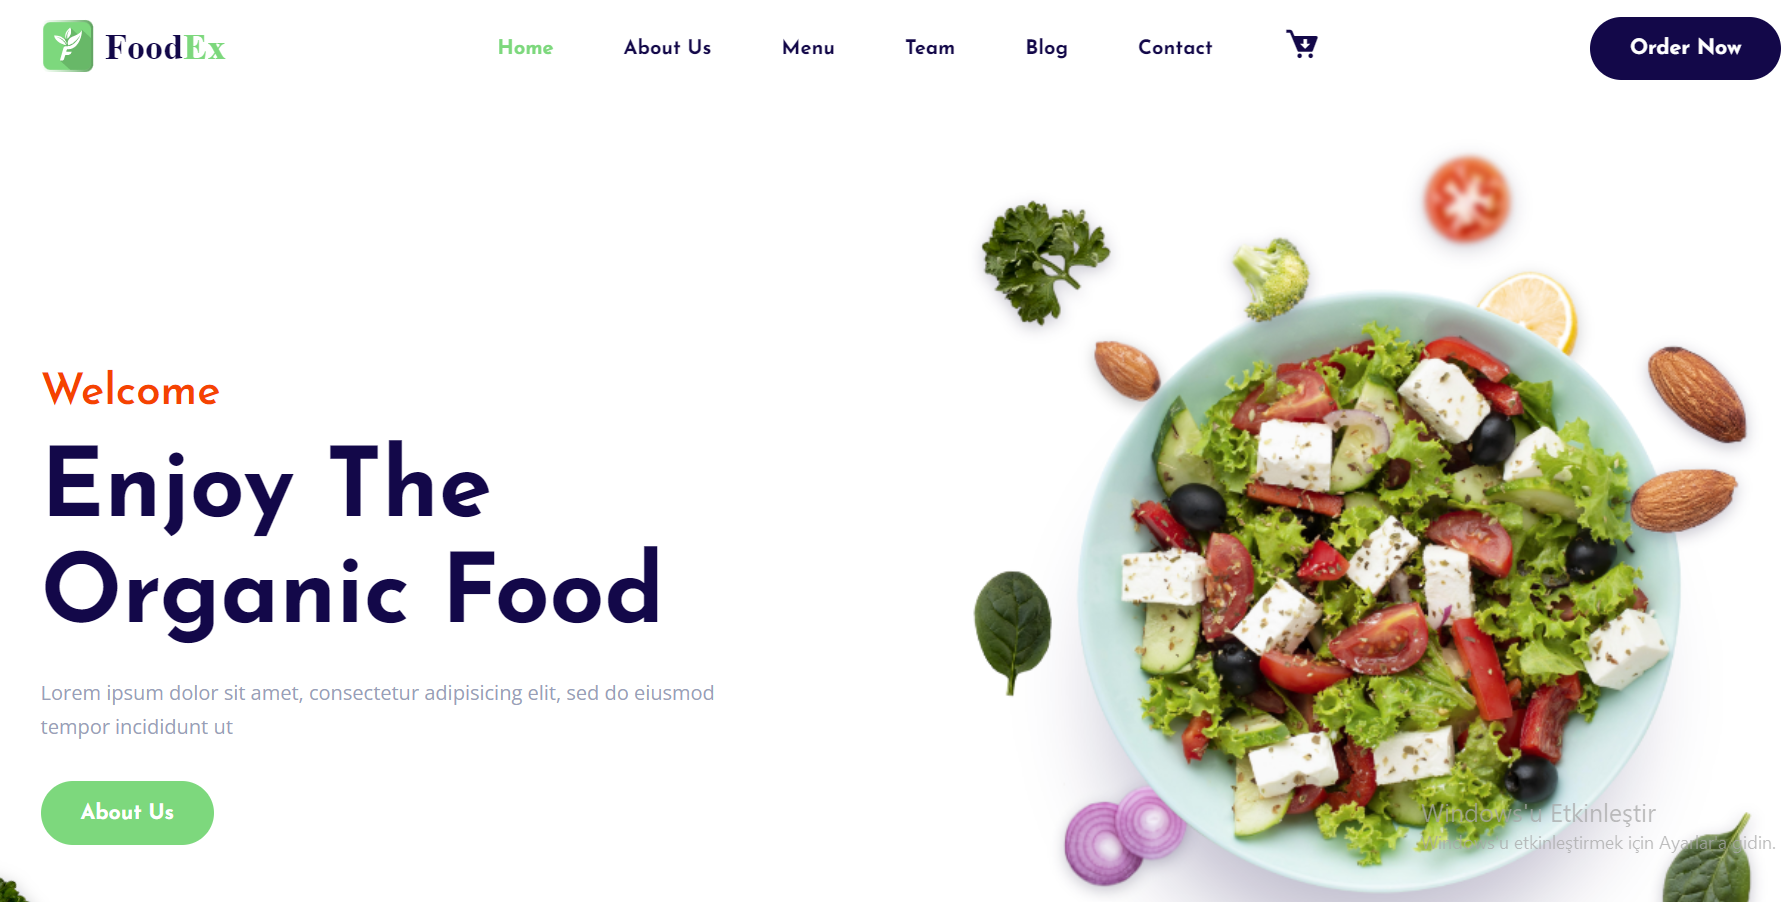 FoodEx
Home
About Us
Menu
Team
Blog
Contact
Order Now
Welcome
Enjoy The
Organic Food
Lorem ipsum dolor sit amet, consectetur adipisicing elit, sed do eiusmod
tempor incididunt ut
About Us
Windows'u Etkinleştir
Windows'u etkinleştirmek için Ayarlar'a gidin.